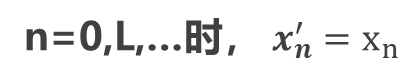 n=0,L,...时， x′ₙ = xₙ